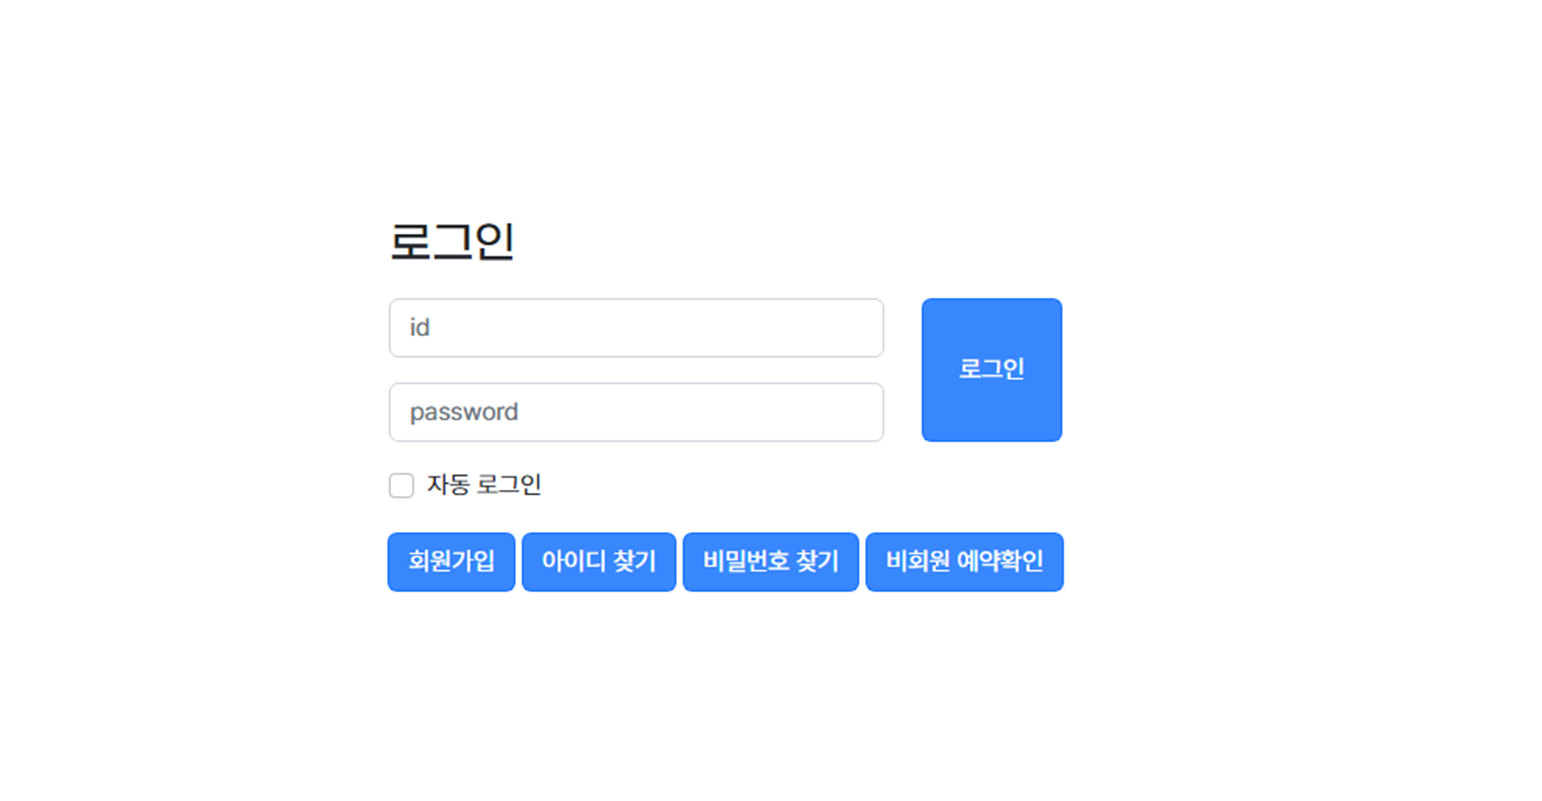 로그인
id
로그인
password
자동 로그인
회원가입 아이디 찾기 비밀번호 찾기 비회원 예약확인